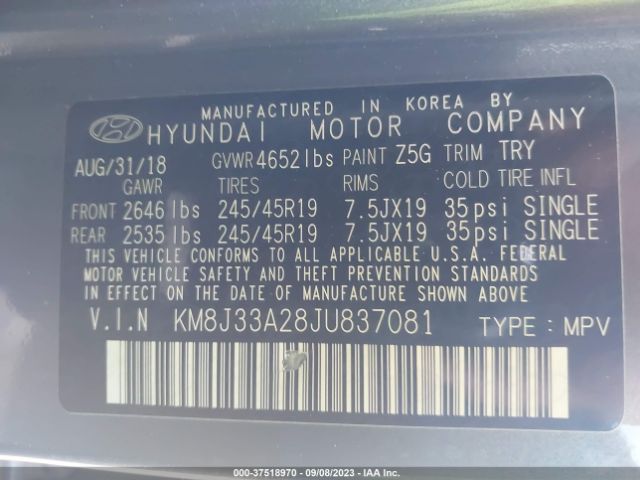 MANUFACTURED IN KOREA BY
HYUNDAI MOTOR COMPANY
AUG/31/18 GVWR 4652lbs PAINT Z5G TRIM TRY
GAWR TIRES RIMS COLD TIRE INFL
FRONT 2646 lbs 245/45R19 7.5JX19 35psi SINGLE
REAR 2535 lbs 245/45R19 7.5JX19 35psi SINGLE
THIS VEHICLE CONFORMS TO ALL APPLICABLE U.S.A. FEDERAL
MOTOR VEHICLE SAFETY AND THEFT PREVENTION STANDARDS
IN EFFECT ON THE DATE OF MANUFACTURE SHOWN ABOVE
V.I.N KM8J33A28JU837081 TYPE: MPV
000-37518970 - 09/08/2023 - IAA Inc.